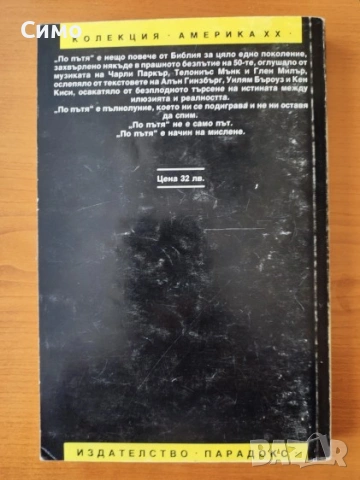 Симо
КОЛЕКЦИЯ · АМЕРИКА XX ·
„По пътя" е нещо повече от Библия за цяло едно поколение,
захвърлено някъде в прашното безпътие на 50-те, оглушало от
музиката на Чарли Паркър, Телониъс Мънк и Глен Милър,
ослепяло от текстовете на Алън Гинзбърг, Уилям Бъроуз и Кен
Киси, осакатяло от безплодното търсене на истината между
илюзията и реалността.
„По пътя" е пълнолуние, което ни се подиграва и не ни оставя
да спим.
„По пътя" не е само път.
„По пътя" е начин на мислене.
Цена 32 лв.
ИЗДАТЕЛСТВО · ПАРАДОКС
bazar